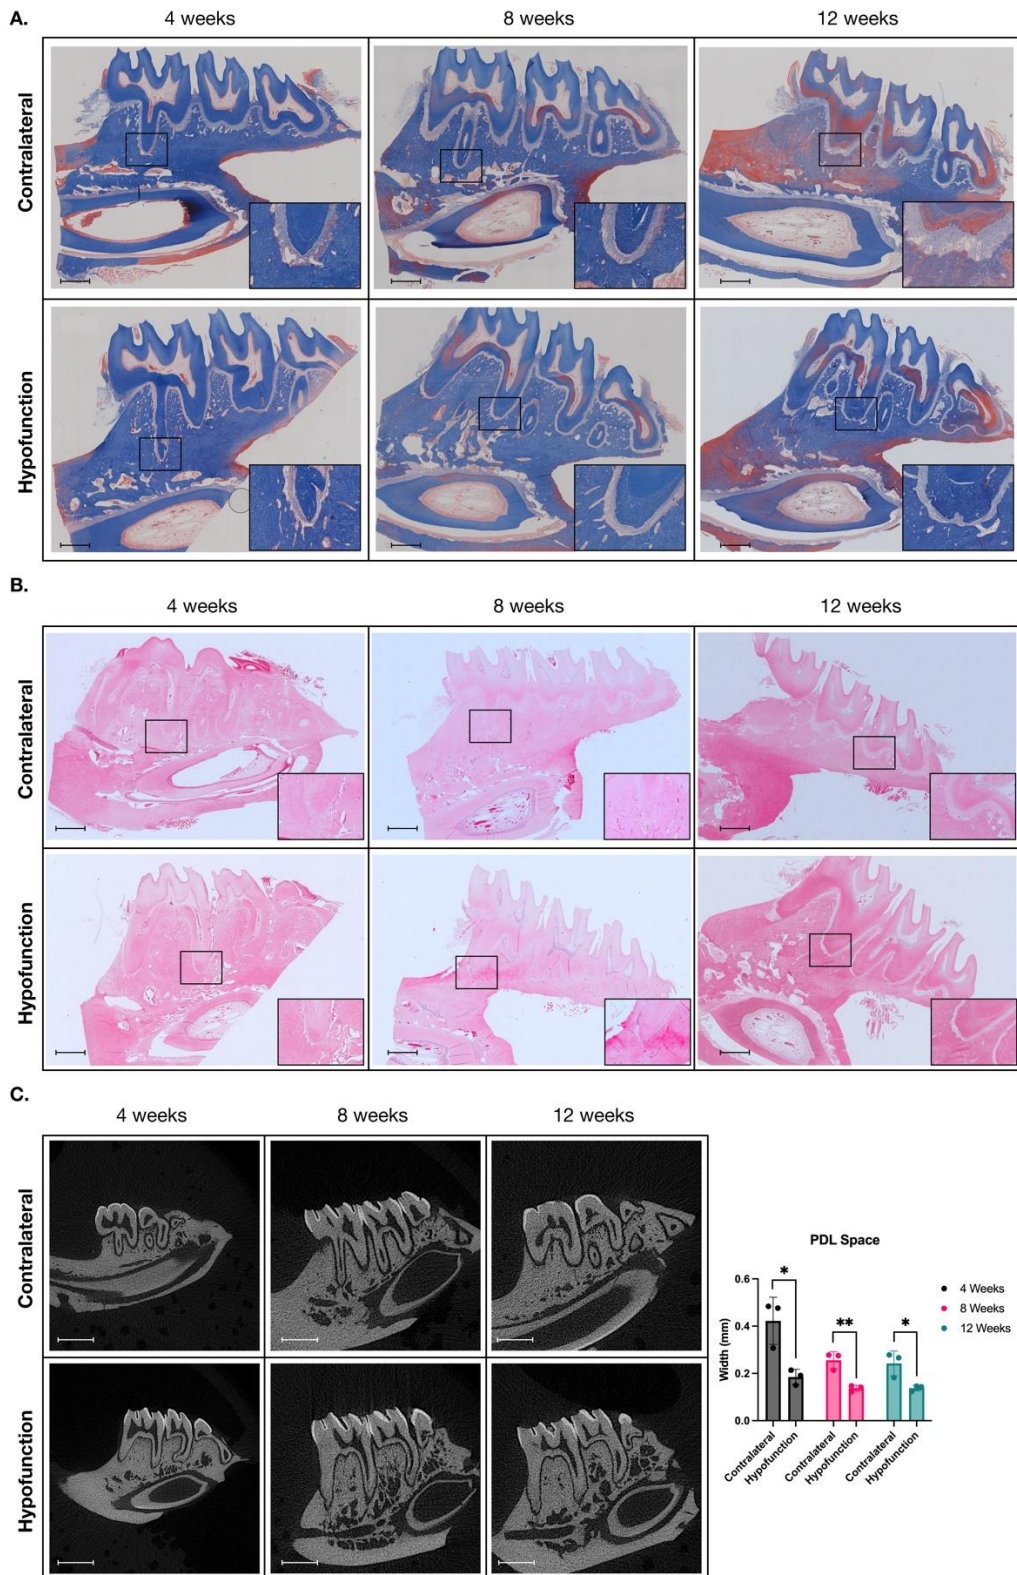 A.
4 weeks
8 weeks
12 weeks
Contralateral
Hypofunction
B.
4 weeks
8 weeks
12 weeks
Contralateral
Hypofunction
C.
4 weeks
8 weeks
12 weeks
Contralateral
Hypofunction
PDL Space
Width (mm)
0.6
0.4
0.2
0.0
*
**
*
4 Weeks
8 Weeks
12 Weeks
Contralateral
Hypofunction
Contralateral
Hypofunction
Contralateral
Hypofunction